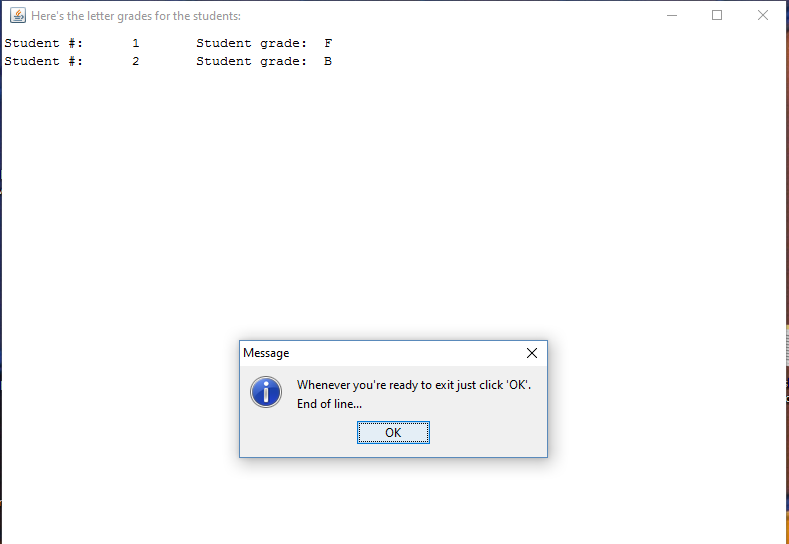 Here's the letter grades for the students:
Student #: 1 Student grade: F
Student #: 2 Student grade: B
Message
Whenever you're ready to exit just click 'OK'.
End of line...
OK